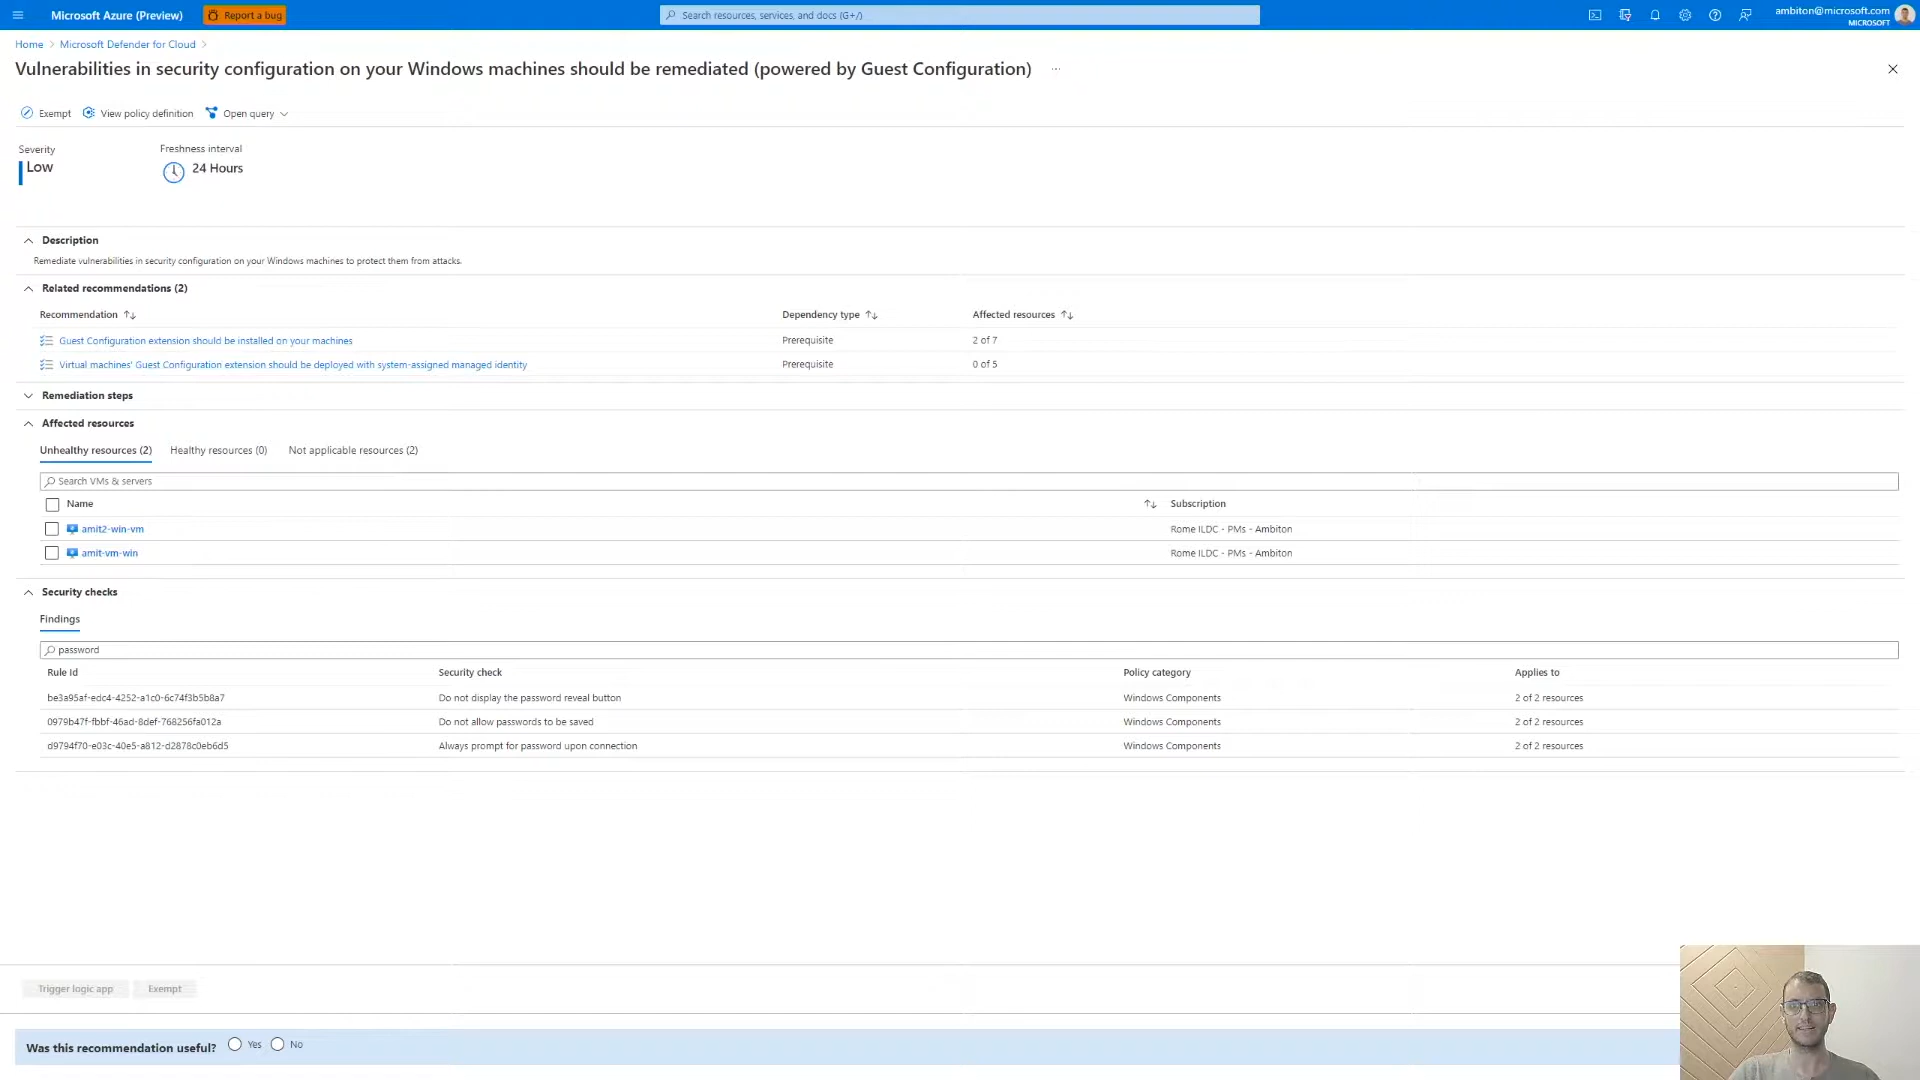 Microsoft Azure (Preview) Report a bug Search resources, services, and docs (G+/) ambiton@microsoft.com
MICROSOFT
Home > Microsoft Defender for Cloud >
Vulnerabilities in security configuration on your Windows machines should be remediated (powered by Guest Configuration) ...
Exempt View policy definition Open query
Severity Freshness interval
Low 24 Hours
Description
Remediate vulnerabilities in security configuration on your Windows machines to protect them from attacks.
Related recommendations (2)
Recommendation Dependency type Affected resources
Guest Configuration extension should be installed on your machines Prerequisite 2 of 7
Virtual machines' Guest Configuration extension should be deployed with system-assigned managed identity Prerequisite 0 of 5
Remediation steps
Affected resources
Unhealthy resources (2) Healthy resources (0) Not applicable resources (2)
Search VMs & servers
Name Subscription
amit2-win-vm Rome ILDC - PMs - Ambiton
amit-vm-win Rome ILDC - PMs - Ambiton
Security checks
Findings
password
Rule Id Security check Policy category Applies to
be3a95af-edc4-4252-a1c0-6c74f3b5b8a7 Do not display the password reveal button Windows Components 2 of 2 resources
0979b47f-fbbf-46ad-8def-768256fa012a Do not allow passwords to be saved Windows Components 2 of 2 resources
d9794f70-e03c-40e5-a812-d2878c0eb6d5 Always prompt for password upon connection Windows Components 2 of 2 resources
Trigger logic app Exempt
Was this recommendation useful? Yes No